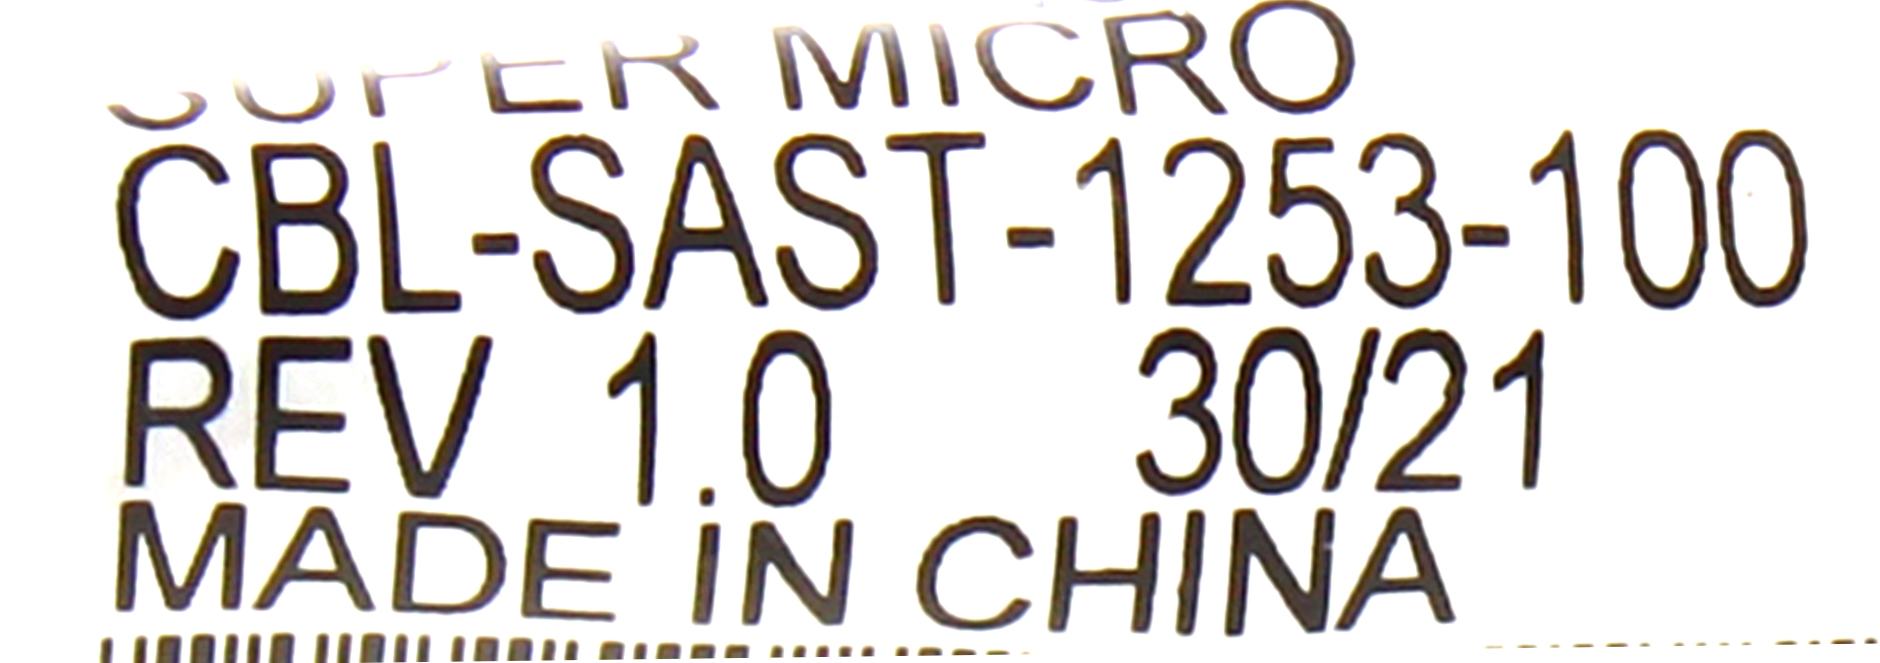 SUPER MICRO
CBL-SAST-1253-100
REV 1.0 30/21
MADE IN CHINA